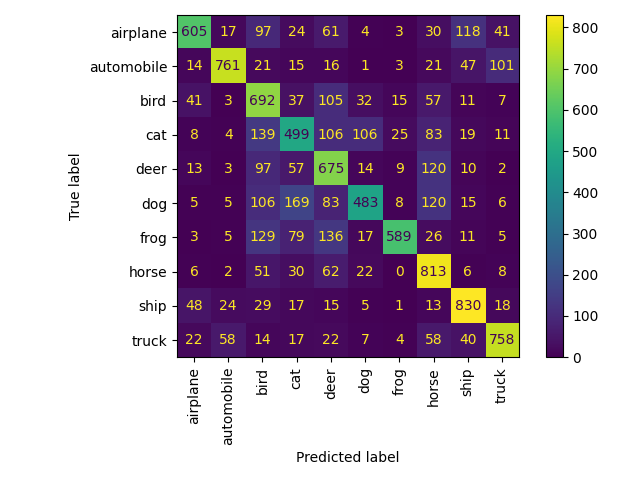 True label
airplane 605 17 97 24 61 4 3 30 118 41
automobile 14 761 21 15 16 1 3 21 47 101
bird 41 3 692 37 105 32 15 57 11 7
cat 8 4 139 499 106 106 25 83 19 11
deer 13 3 97 57 675 14 9 120 10 2
dog 5 5 106 169 83 483 8 120 15 6
frog 3 5 129 79 136 17 589 26 11 5
horse 6 2 51 30 62 22 0 813 6 8
ship 48 24 29 17 15 5 1 13 830 18
truck 22 58 14 17 22 7 4 58 40 758
airplane automobile bird cat deer dog frog horse ship truck
Predicted label
800
700
600
500
400
300
200
100
0